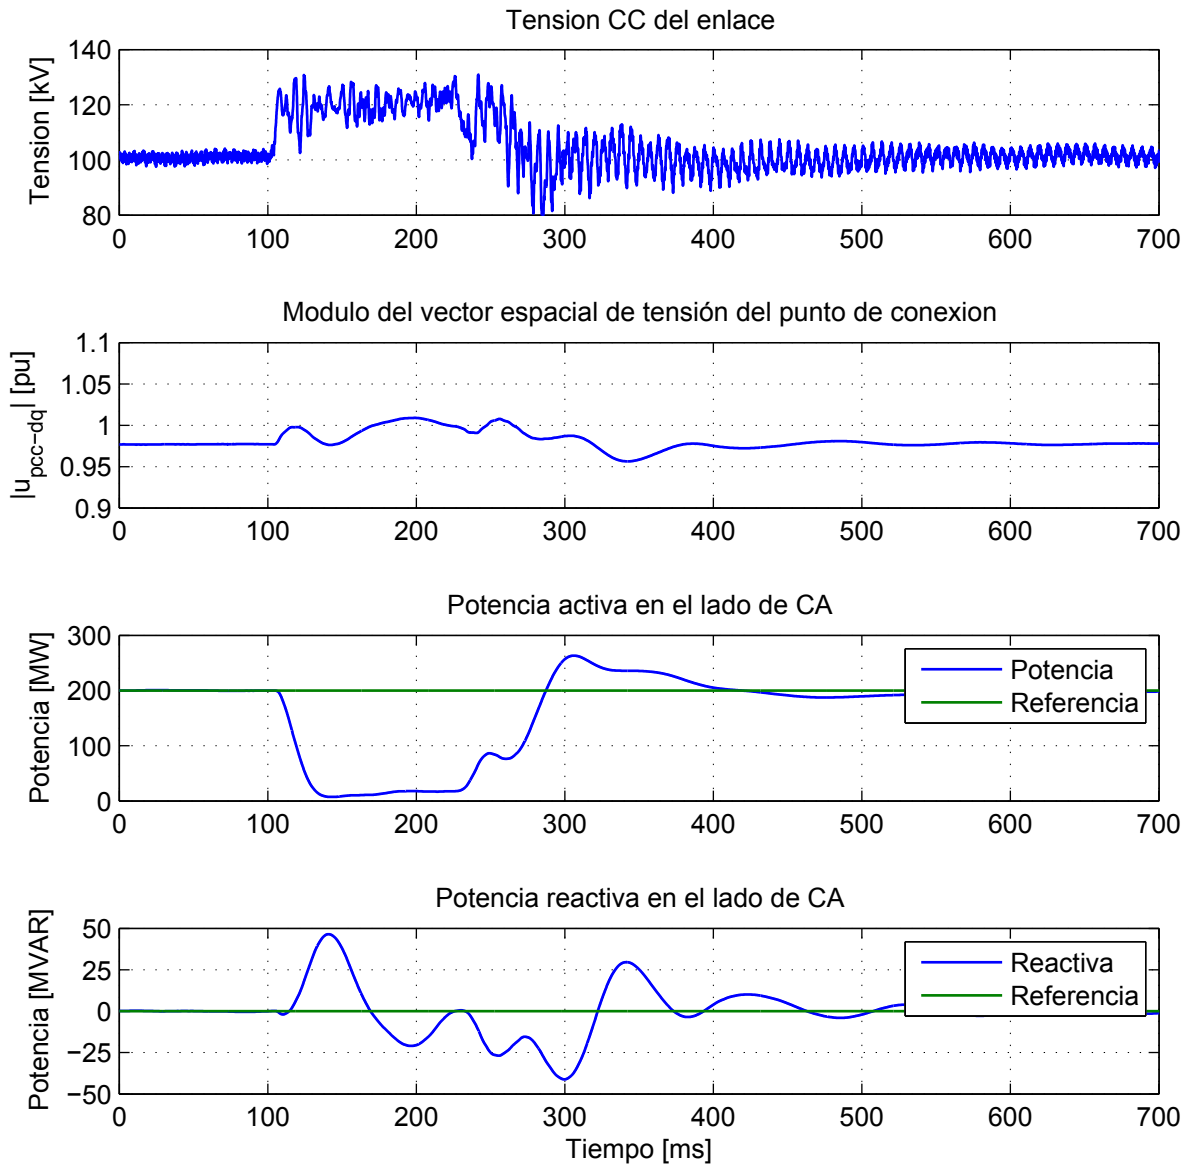 Tension CC del enlace
Tension [kV]
140
120
100
80
0 100 200 300 400 500 600 700
Modulo del vector espacial de tensión del punto de conexion
|u_pcc−dq| [pu]
1.1
1.05
1
0.95
0.9
0 100 200 300 400 500 600 700
Potencia activa en el lado de CA
Potencia [MW]
300
200
100
0
Potencia
Referencia
0 100 200 300 400 500 600 700
Potencia reactiva en el lado de CA
Potencia [MVAR]
50
25
0
−25
−50
Reactiva
Referencia
0 100 200 300 400 500 600 700
Tiempo [ms]